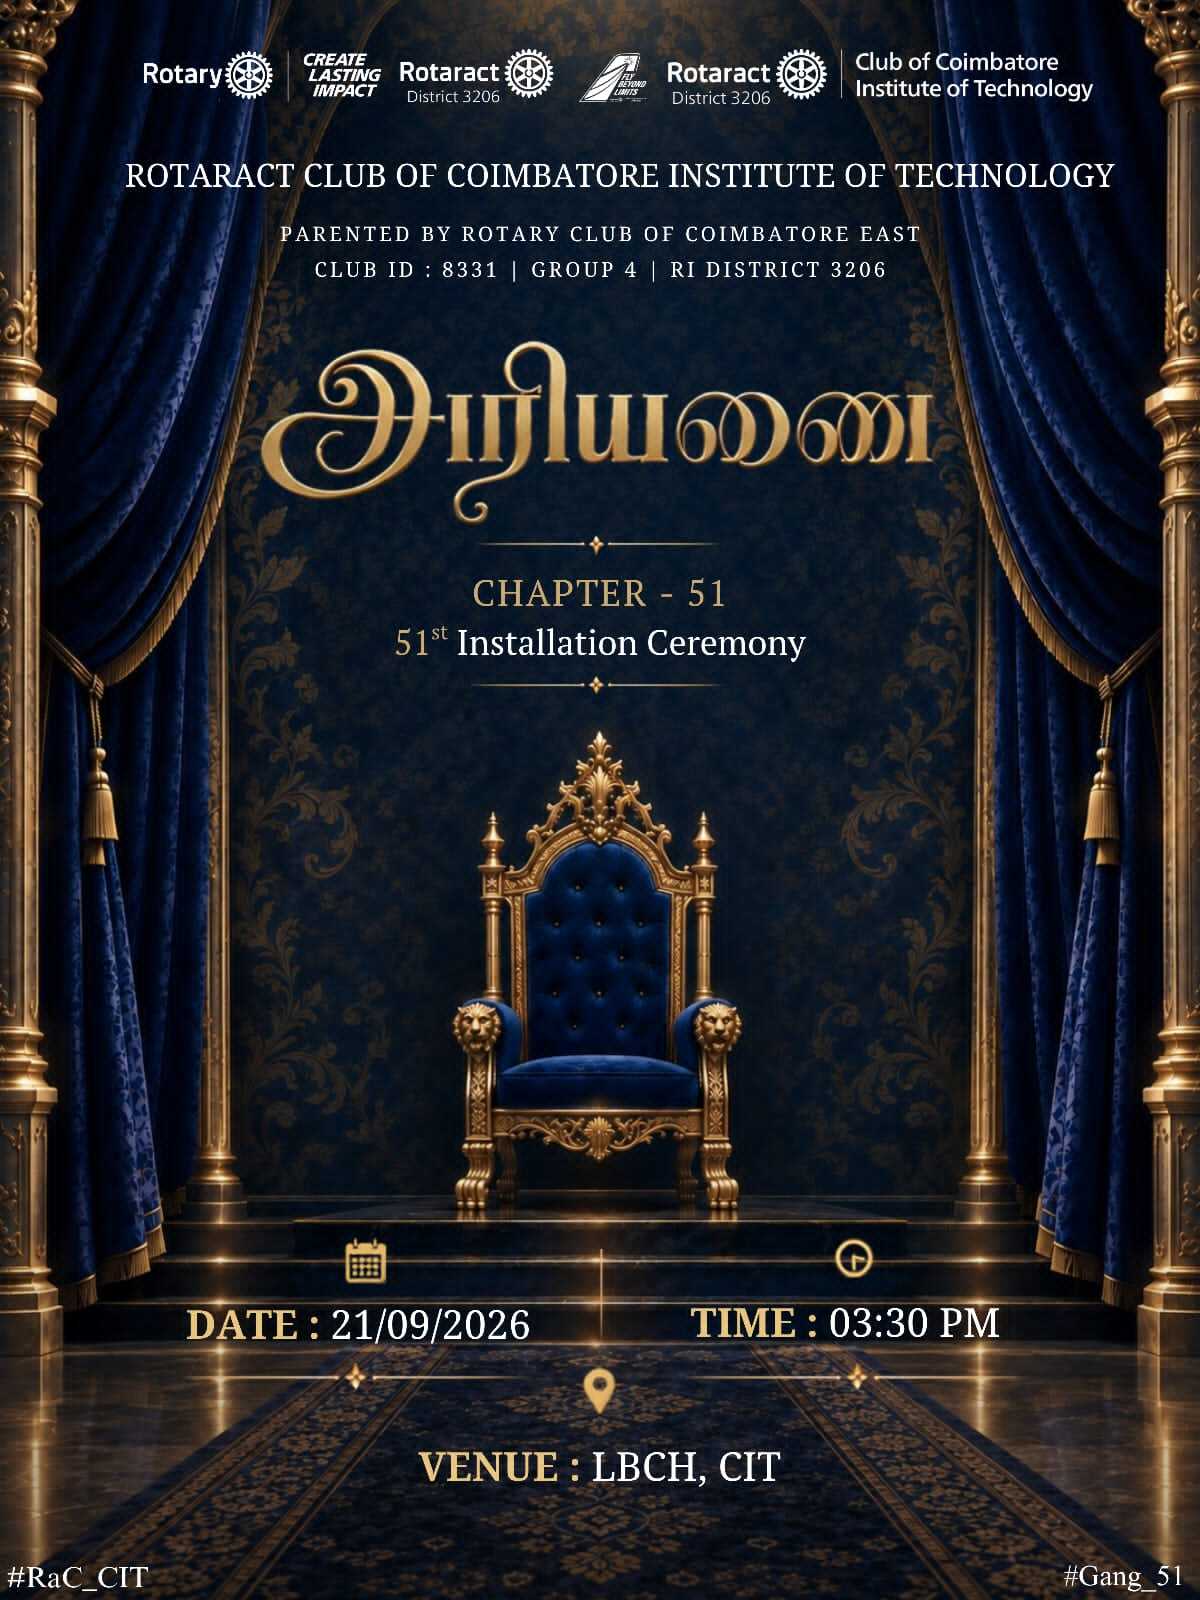 Rotary
CREATE
LASTING
IMPACT
Rotaract
District 3206
FLY
BEYOND
LIMITS
Rotaract
District 3206
Club of Coimbatore
Institute of Technology
ROTARACT CLUB OF COIMBATORE INSTITUTE OF TECHNOLOGY
PARENTED BY ROTARY CLUB OF COIMBATORE EAST
CLUB ID : 8331 | GROUP 4 | RI DISTRICT 3206
அரியணை
CHAPTER - 51
51st Installation Ceremony
DATE : 21/09/2026
TIME : 03:30 PM
VENUE : LBCH, CIT
#RaC_CIT
#Gang_51